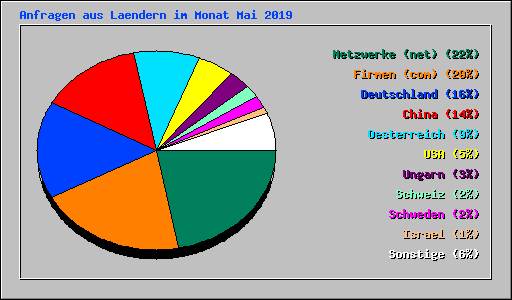 Anfragen aus Laendern im Monat Mai 2019
Netzwerke (net) (22%)
Firmen (com) (20%)
Deutschland (16%)
China (14%)
Oesterreich (9%)
USA (5%)
Ungarn (3%)
Schweiz (2%)
Schweden (2%)
Israel (1%)
Sonstige (6%)